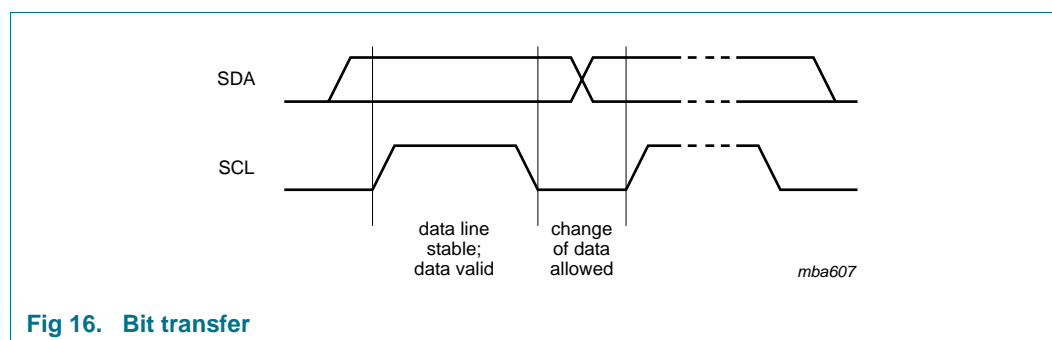 SDA
SCL
data line
stable;
data valid
change
of data
allowed
mba607
Fig 16. Bit transfer